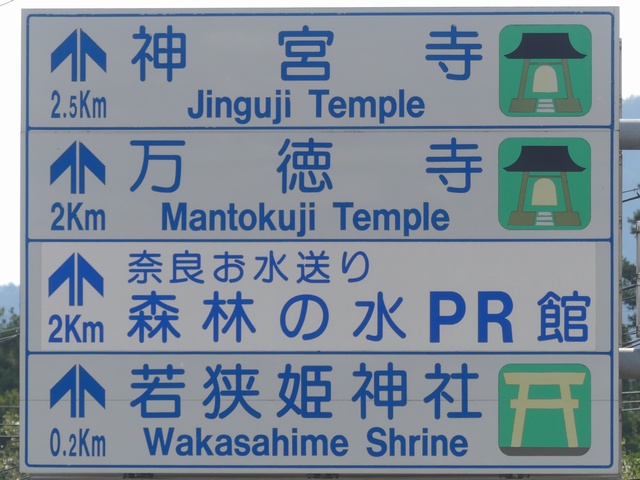 神宮寺
2.5Km Jinguji Temple
万徳寺
2Km Mantokuji Temple
奈良お水送り
2Km 森林の水PR館
若狭姫神社
0.2Km Wakasahime Shrine